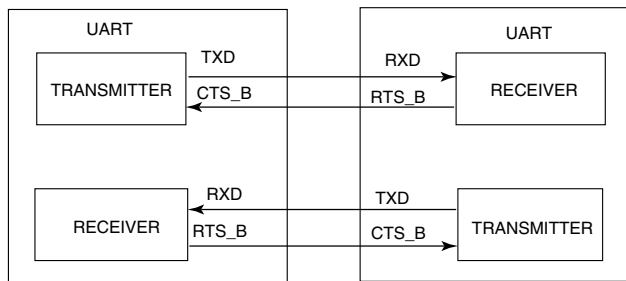 UART
UART
TXD
RXD
TRANSMITTER
RECEIVER
CTS_B
RTS_B
RXD
TXD
RECEIVER
TRANSMITTER
RTS_B
CTS_B